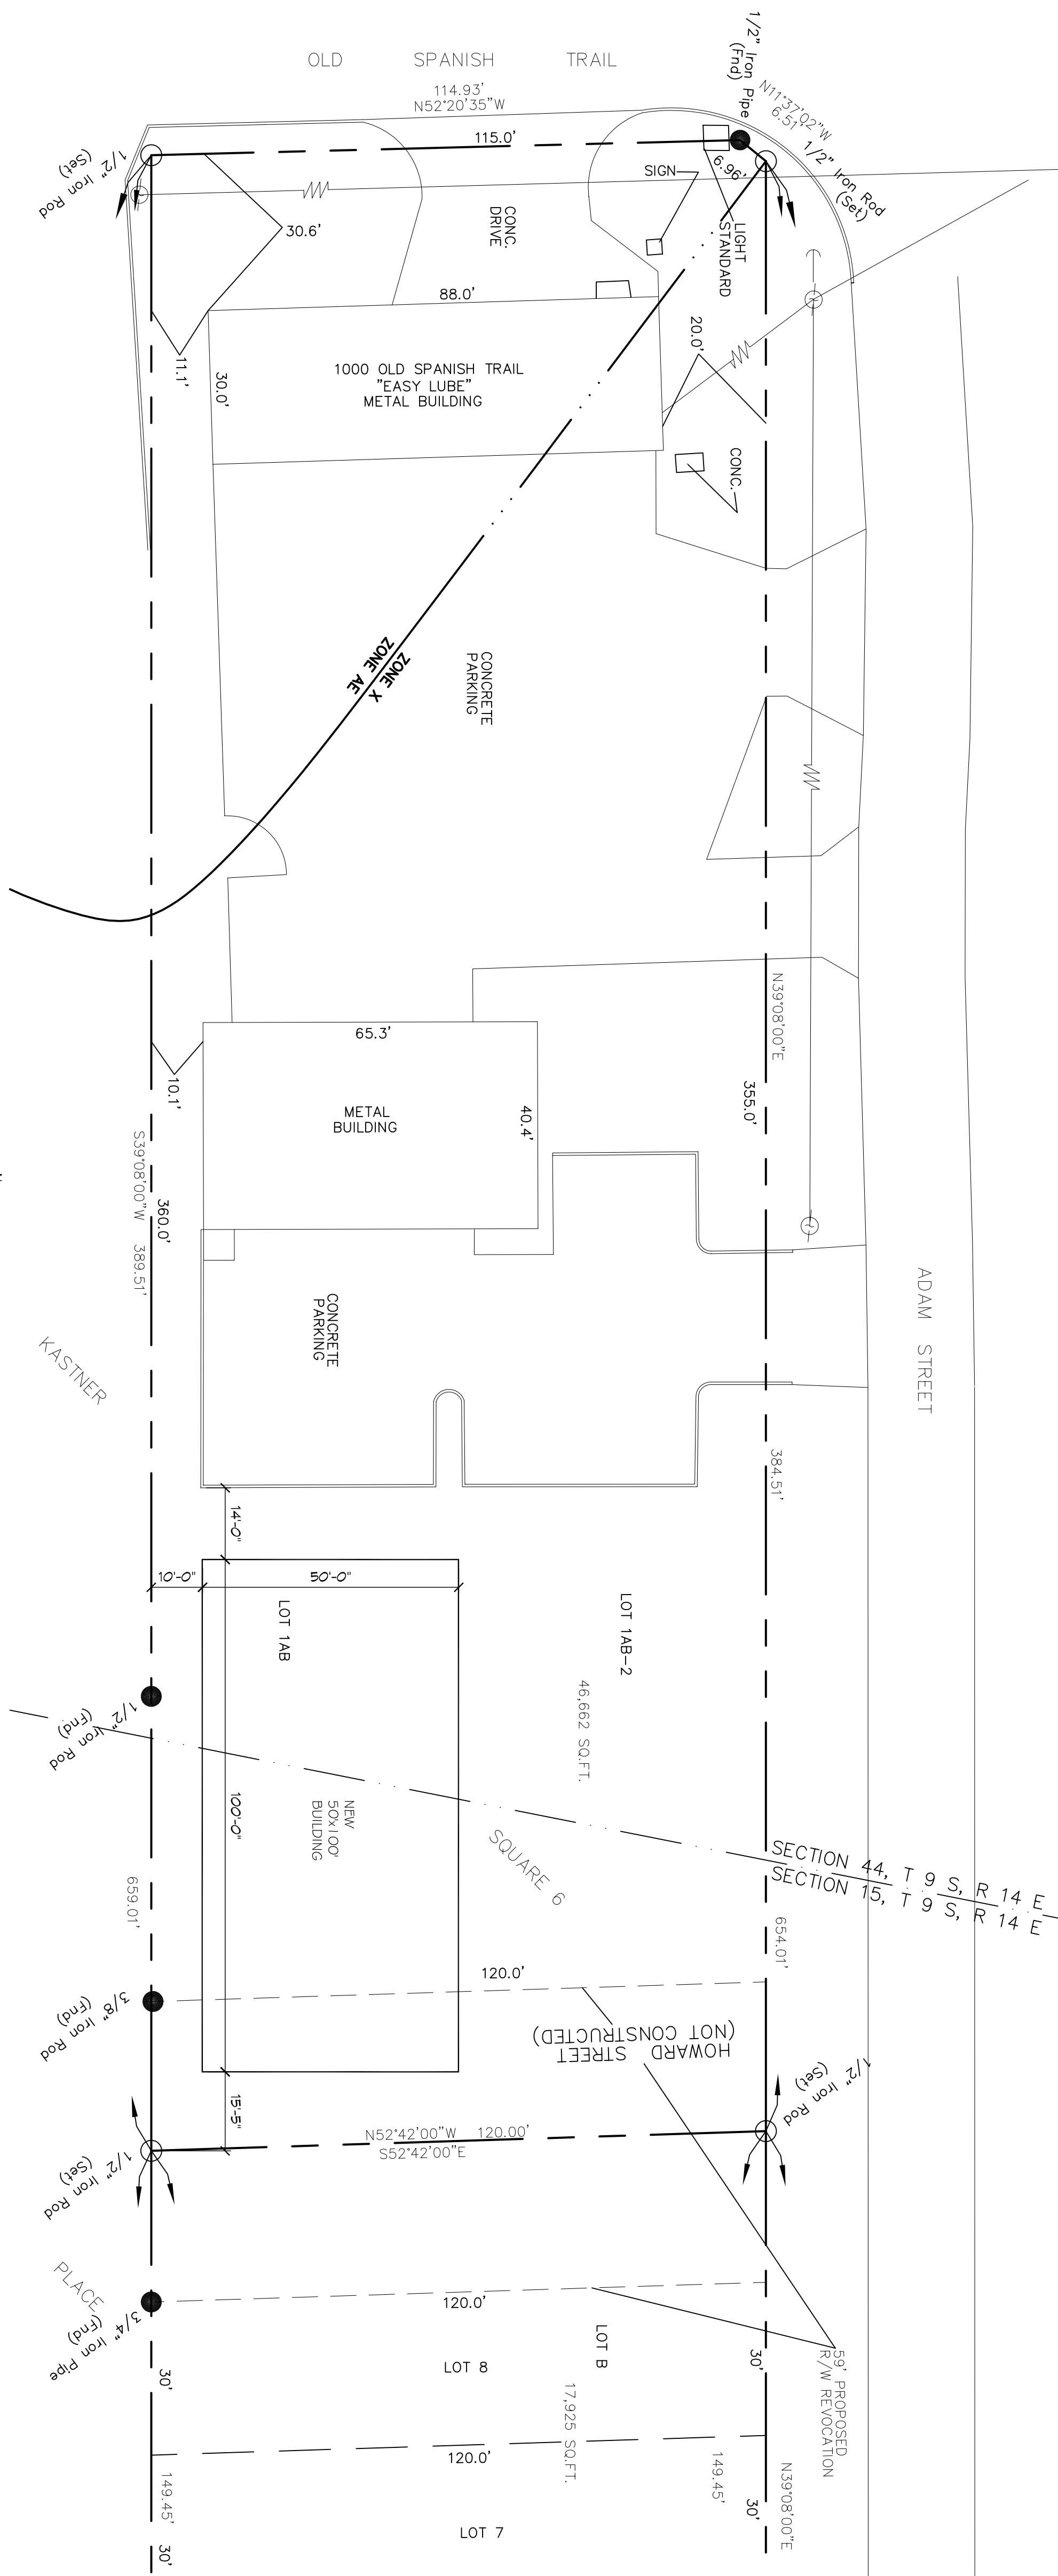 OLD SPANISH TRAIL
114.93'
N52°20'35"W
115.0'
1/2" Iron Pipe
(Fnd)
N11°37'02"W
6.51'
1/2" Iron Rod
(Set)
6.96'
1/2" Iron Rod
(Set)
SIGN
LIGHT
STANDARD
CONC.
DRIVE
30.6'
88.0'
20.0'
11.1'
30.0'
1000 OLD SPANISH TRAIL
"EASY LUBE"
METAL BUILDING
CONC.
ZONE X
ZONE AE
CONCRETE
PARKING
N39°08'00"E
65.3'
10.1'
355.0'
METAL
BUILDING
40.4'
S39°08'00"W 389.51'
360.0'
ADAM STREET
CONCRETE
PARKING
KASTNER
384.51'
14'-0"
10'-0"
50'-0"
LOT 1AB
LOT 1AB-2
46,662 SQ.FT.
1/2" Iron Rod
(Fnd)
100'-0"
NEW
50'x100'
BUILDING
SQUARE 6
SECTION 44, T 9 S, R 14 E
SECTION 15, T 9 S, R 14 E
659.01'
654.01'
120.0'
3/8" Iron Rod
(Fnd)
HOWARD STREET
(NOT CONSTRUCTED)
1/2" Iron Rod
(Set)
15'-5"
N52°42'00"W 120.00'
S52°42'00"E
1/2" Iron Rod
(Set)
PLACE
3/4" Iron Pipe
(Fnd)
120.0'
LOT B
59' PROPOSED
R/W REVOCATION
30'
LOT 8
30'
17,925 SQ.FT.
120.0'
149.45'
149.45'
N39°08'00"E
30'
LOT 7
30'